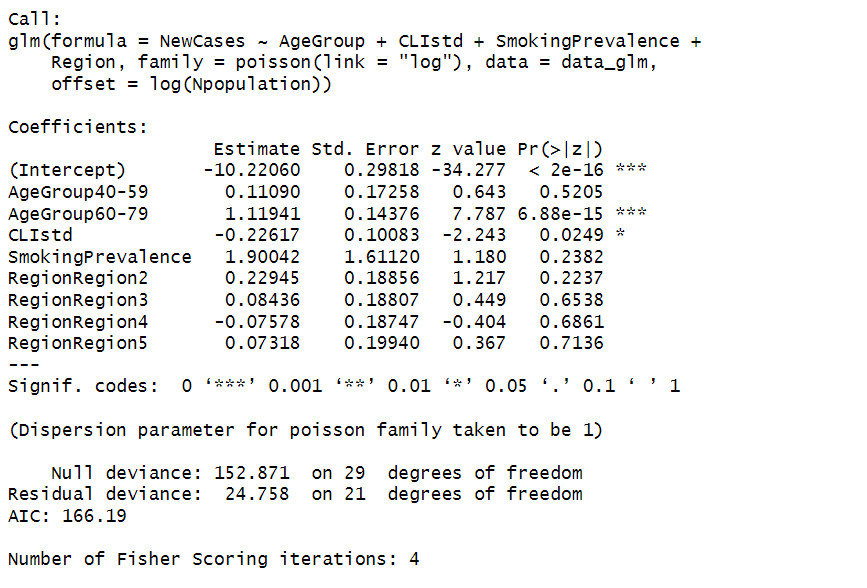 Call:
glm(formula = NewCases ~ AgeGroup + CLIstd + SmokingPrevalence +
    Region, family = poisson(link = "log"), data = data_glm,
    offset = log(Npopulation))

Coefficients:
                   Estimate Std. Error z value Pr(>|z|)
(Intercept)       -10.22060    0.29818 -34.277  < 2e-16 ***
AgeGroup40-59       0.11090    0.17258   0.643   0.5205
AgeGroup60-79       1.11941    0.14376   7.787 6.88e-15 ***
CLIstd             -0.22617    0.10083  -2.243   0.0249 *
SmokingPrevalence   1.90042    1.61120   1.180   0.2382
RegionRegion2       0.22945    0.18856   1.217   0.2237
RegionRegion3       0.08436    0.18807   0.449   0.6538
RegionRegion4      -0.07578    0.18747  -0.404   0.6861
RegionRegion5       0.07318    0.19940   0.367   0.7136
---
Signif. codes:  0 ‘***’ 0.001 ‘**’ 0.01 ‘*’ 0.05 ‘.’ 0.1 ‘ ’ 1

(Dispersion parameter for poisson family taken to be 1)

    Null deviance: 152.871  on 29  degrees of freedom
Residual deviance:  24.758  on 21  degrees of freedom
AIC: 166.19

Number of Fisher Scoring iterations: 4